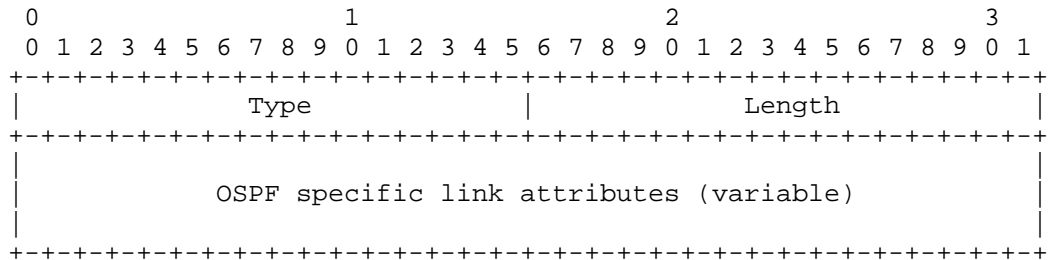 0                   1                   2                   3
 0 1 2 3 4 5 6 7 8 9 0 1 2 3 4 5 6 7 8 9 0 1 2 3 4 5 6 7 8 9 0 1
+-+-+-+-+-+-+-+-+-+-+-+-+-+-+-+-+-+-+-+-+-+-+-+-+-+-+-+-+-+-+-+-+
|              Type             |             Length            |
+-+-+-+-+-+-+-+-+-+-+-+-+-+-+-+-+-+-+-+-+-+-+-+-+-+-+-+-+-+-+-+-+
|                                                               |
|            OSPF specific link attributes (variable)           |
|                                                               |
+-+-+-+-+-+-+-+-+-+-+-+-+-+-+-+-+-+-+-+-+-+-+-+-+-+-+-+-+-+-+-+-+